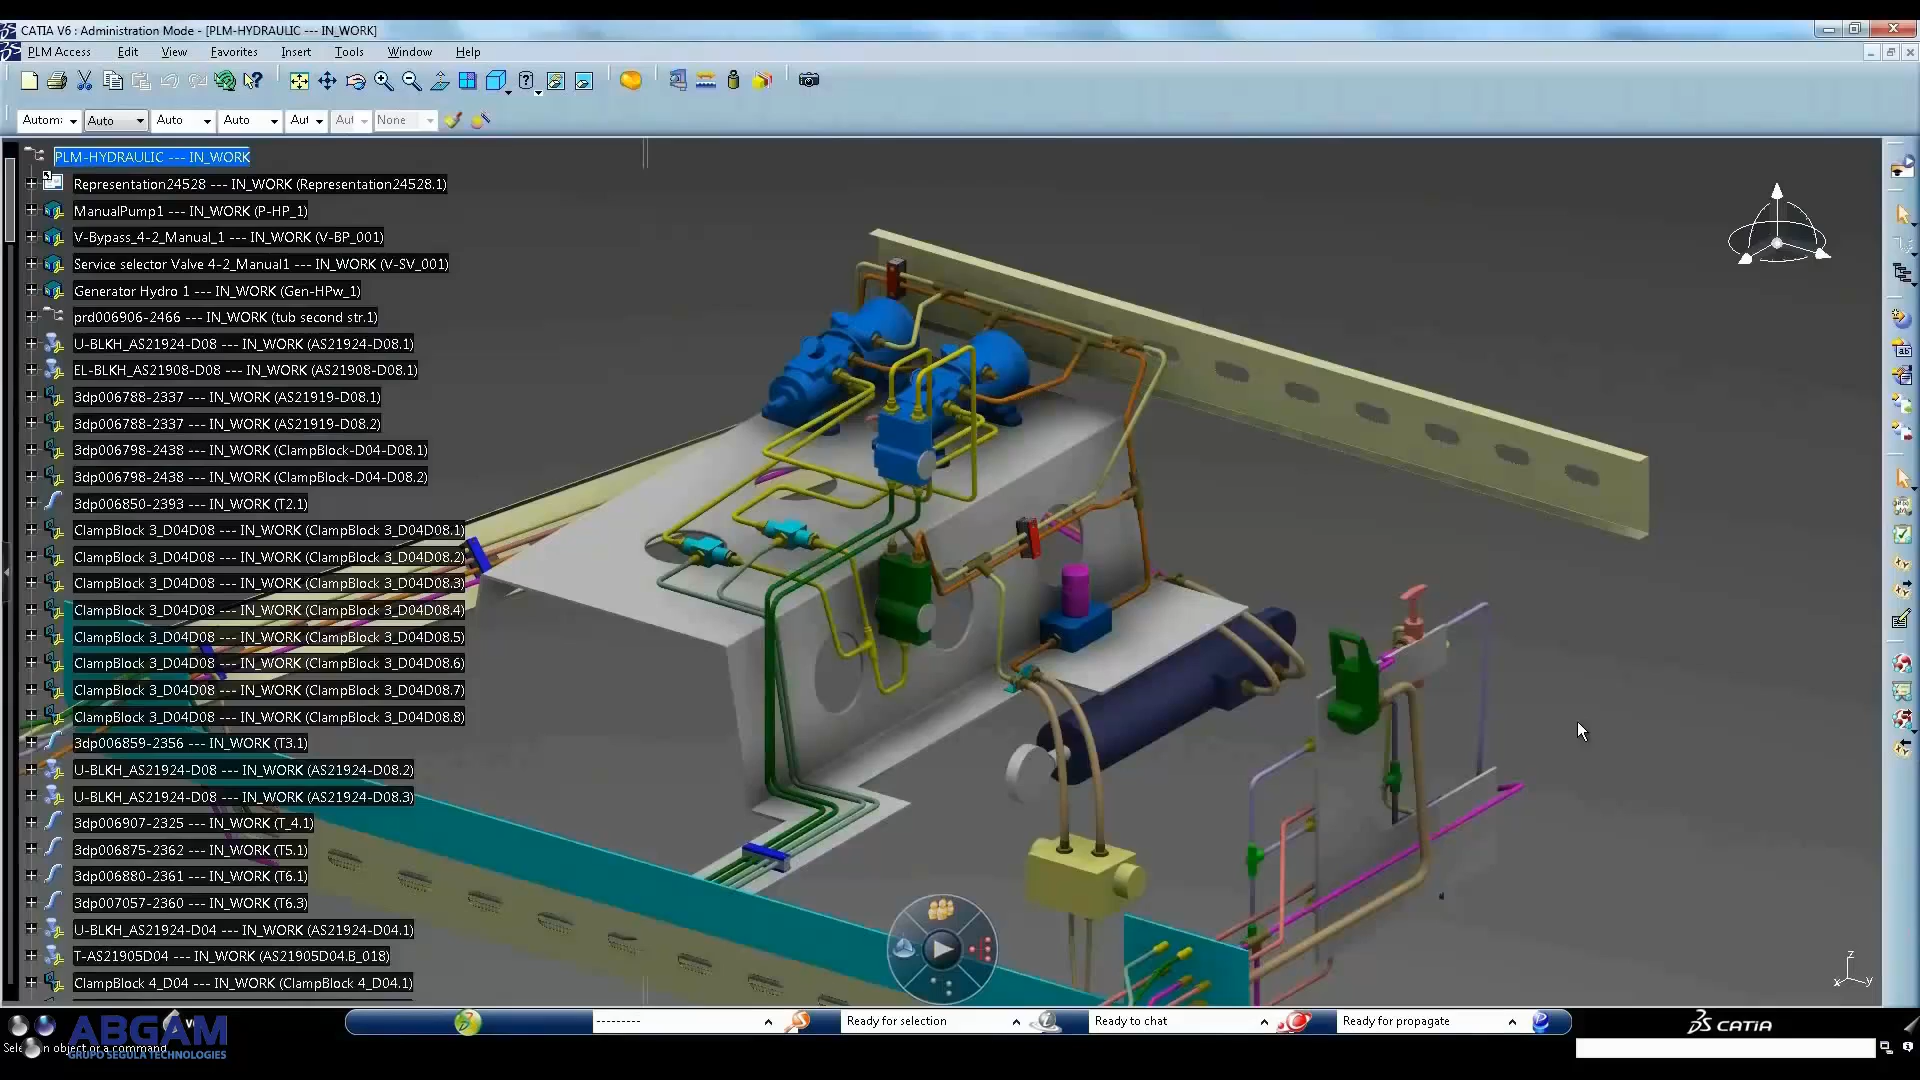 CATIA V6 : Administration Mode - [PLM-HYDRAULIC --- IN_WORK]
PLM Access Edit View Favorites Insert Tools Window Help
Autom: Auto Auto Auto Aut Aut None
PLM-HYDRAULIC --- IN_WORK
Representation24528 --- IN_WORK (Representation24528.1)
ManualPump1 --- IN_WORK (P-HP_1)
V-Bypass_4-2_Manual_1 --- IN_WORK (V-BP_001)
Service selector Valve 4-2_Manual1 --- IN_WORK (V-SV_001)
Generator Hydro 1 --- IN_WORK (Gen-HPw_1)
prd006906-2466 --- IN_WORK (tub second str.1)
U-BLKH_AS21924-D08 --- IN_WORK (AS21924-D08.1)
EL-BLKH_AS21908-D08 --- IN_WORK (AS21908-D08.1)
3dp006788-2337 --- IN_WORK (AS21919-D08.1)
3dp006788-2337 --- IN_WORK (AS21919-D08.2)
3dp006798-2438 --- IN_WORK (ClampBlock-D04-D08.1)
3dp006798-2438 --- IN_WORK (ClampBlock-D04-D08.2)
3dp006850-2393 --- IN_WORK (T2.1)
ClampBlock 3_D04D08 --- IN_WORK (ClampBlock 3_D04D08.1)
ClampBlock 3_D04D08 --- IN_WORK (ClampBlock 3_D04D08.2)
ClampBlock 3_D04D08 --- IN_WORK (ClampBlock 3_D04D08.3)
ClampBlock 3_D04D08 --- IN_WORK (ClampBlock 3_D04D08.4)
ClampBlock 3_D04D08 --- IN_WORK (ClampBlock 3_D04D08.5)
ClampBlock 3_D04D08 --- IN_WORK (ClampBlock 3_D04D08.6)
ClampBlock 3_D04D08 --- IN_WORK (ClampBlock 3_D04D08.7)
ClampBlock 3_D04D08 --- IN_WORK (ClampBlock 3_D04D08.8)
3dp006859-2356 --- IN_WORK (T3.1)
U-BLKH_AS21924-D08 --- IN_WORK (AS21924-D08.2)
U-BLKH_AS21924-D08 --- IN_WORK (AS21924-D08.3)
3dp006907-2325 --- IN_WORK (T_4.1)
3dp006875-2362 --- IN_WORK (T5.1)
3dp006880-2361 --- IN_WORK (T6.1)
3dp007057-2360 --- IN_WORK (T6.3)
U-BLKH_AS21924-D04 --- IN_WORK (AS21924-D04.1)
T-AS21905D04 --- IN_WORK (AS21905D04.B_018)
ClampBlock 4_D04 --- IN_WORK (ClampBlock 4_D04.1)
z
x y
--------- Ready for selection Ready to chat Ready for propagate CATIA
ABGAM
GRUPO SEGULA TECHNOLOGIES
object or a command